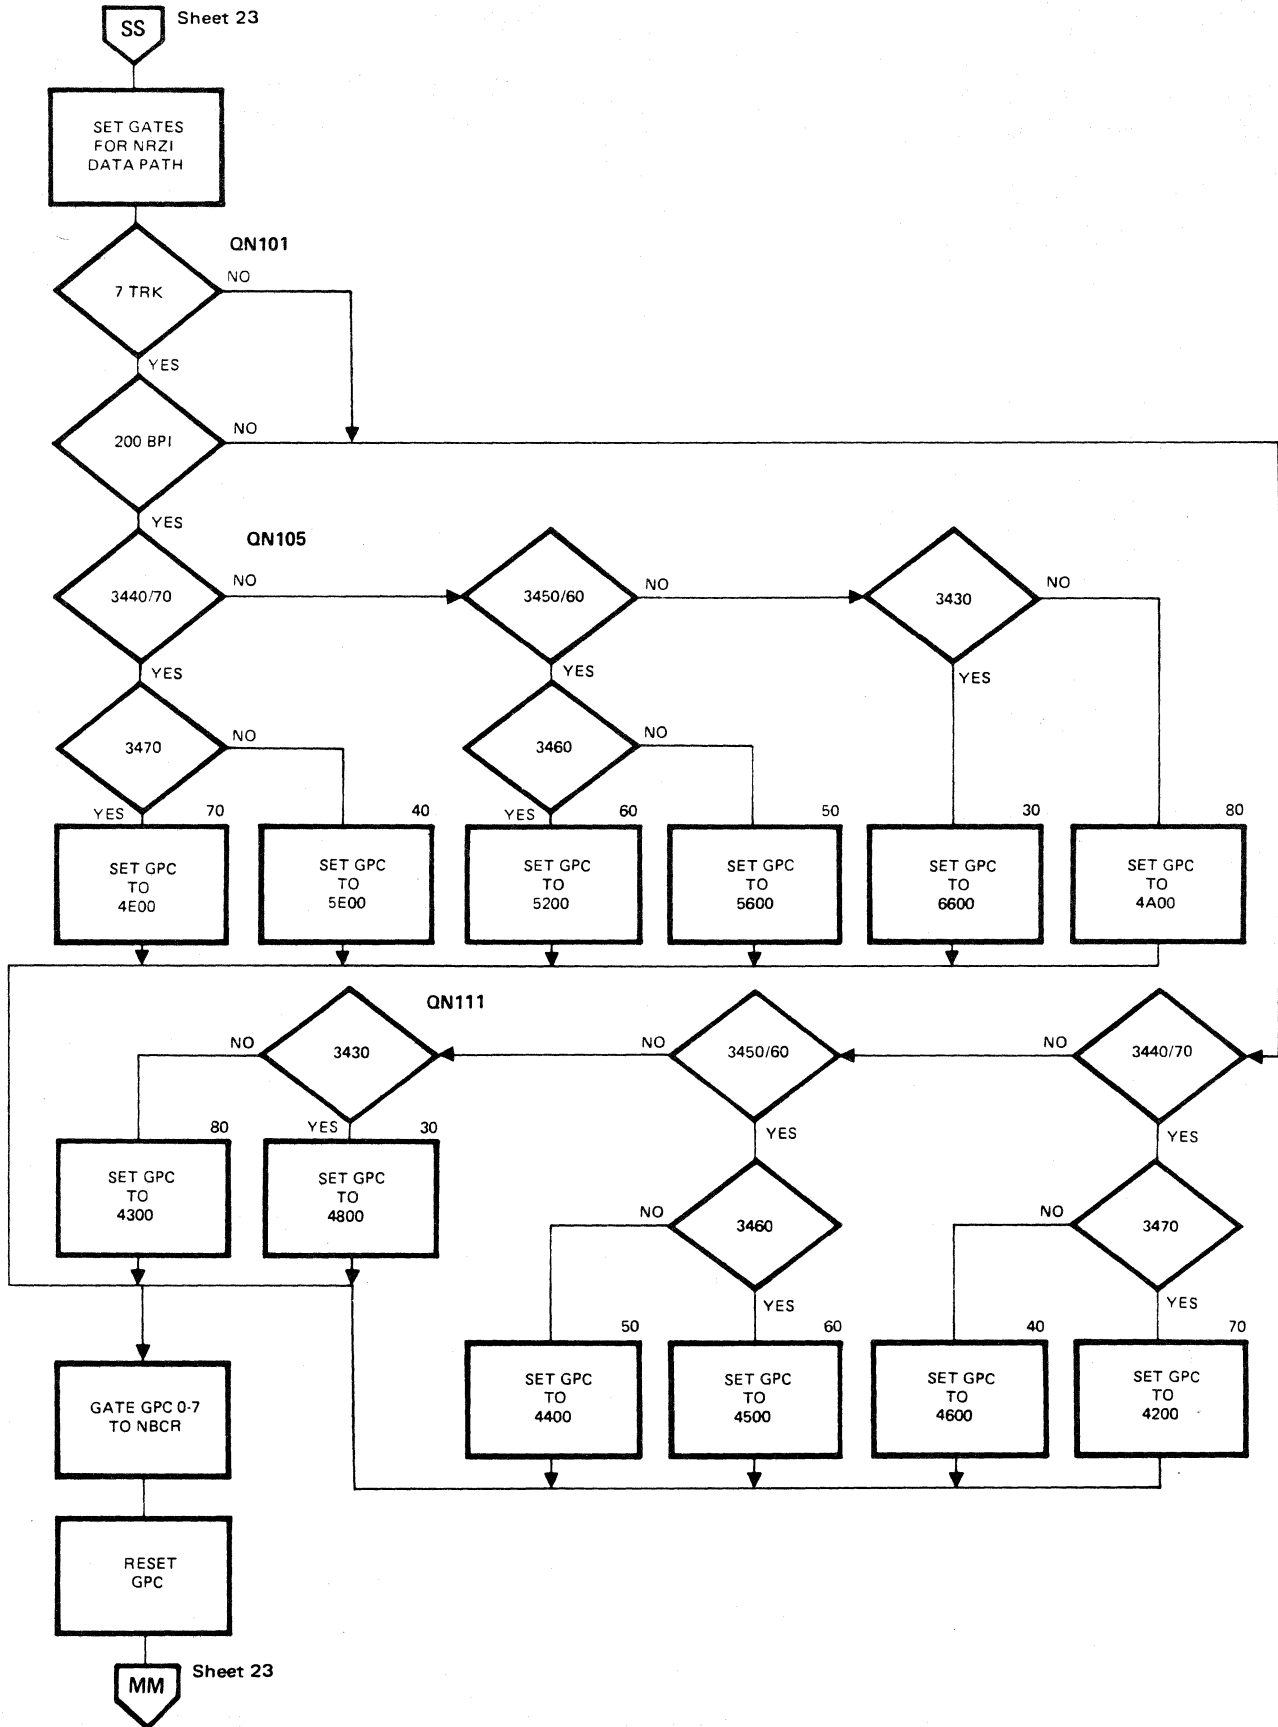 SS
Sheet 23
SET GATES
FOR NRZI
DATA PATH
QN101
7 TRK
NO
YES
200 BPI
NO
YES
QN105
3440/70
NO
3450/60
NO
3430
NO
YES
YES
YES
3470
NO
3460
NO
YES
70
40
YES
60
50
30
80
SET GPC
TO
4E00
SET GPC
TO
5E00
SET GPC
TO
5200
SET GPC
TO
5600
SET GPC
TO
6600
SET GPC
TO
4A00
QN111
NO
3430
NO
3450/60
NO
3440/70
YES
YES
YES
80
30
SET GPC
TO
4300
SET GPC
TO
4800
NO
3460
NO
3470
YES
YES
50
60
40
70
SET GPC
TO
4400
SET GPC
TO
4500
SET GPC
TO
4600
SET GPC
TO
4200
GATE GPC 0-7
TO NBCR
RESET
GPC
MM
Sheet 23